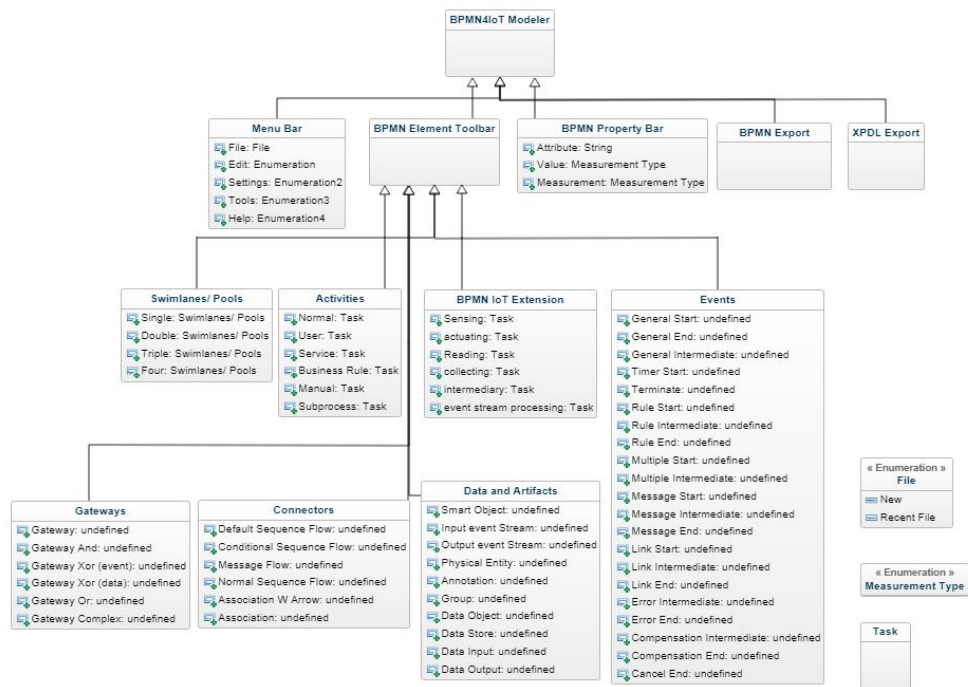 BPMN4IoT Modeler
Menu Bar
File: File
Edit: Enumeration
Settings: Enumeration2
Tools: Enumeration3
Help: Enumeration4
BPMN Element Toolbar
BPMN Property Bar
Attribute: String
Value: Measurement Type
Measurement: Measurement Type
BPMN Export
XPDL Export
Swimlanes/ Pools
Single: Swimlanes/ Pools
Double: Swimlanes/ Pools
Triple: Swimlanes/ Pools
Four: Swimlanes/ Pools
Activities
Normal: Task
User: Task
Service: Task
Business Rule: Task
Manual: Task
Subprocess: Task
BPMN IoT Extension
Sensing: Task
actuating: Task
Reading: Task
collecting: Task
intermediary: Task
event stream processing: Task
Events
General Start: undefined
General End: undefined
General Intermediate: undefined
Timer Start: undefined
Terminate: undefined
Rule Start: undefined
Rule Intermediate: undefined
Rule End: undefined
Multiple Start: undefined
Multiple Intermediate: undefined
Message Start: undefined
Message Intermediate: undefined
Message End: undefined
Link Start: undefined
Link Intermediate: undefined
Link End: undefined
Error Intermediate: undefined
Error End: undefined
Compensation Intermediate: undefined
Compensation End: undefined
Cancel End: undefined
Gateways
Gateway: undefined
Gateway And: undefined
Gateway Xor (event): undefined
Gateway Xor (data): undefined
Gateway Or: undefined
Gateway Complex: undefined
Connectors
Default Sequence Flow: undefined
Conditional Sequence Flow: undefined
Message Flow: undefined
Normal Sequence Flow: undefined
Association W Arrow: undefined
Association: undefined
Data and Artifacts
Smart Object: undefined
Input event Stream: undefined
Output event Stream: undefined
Physical Entity: undefined
Annotation: undefined
Group: undefined
Data Object: undefined
Data Store: undefined
Data Input: undefined
Data Output: undefined
« Enumeration »
File
New
Recent File
« Enumeration »
Measurement Type
Task